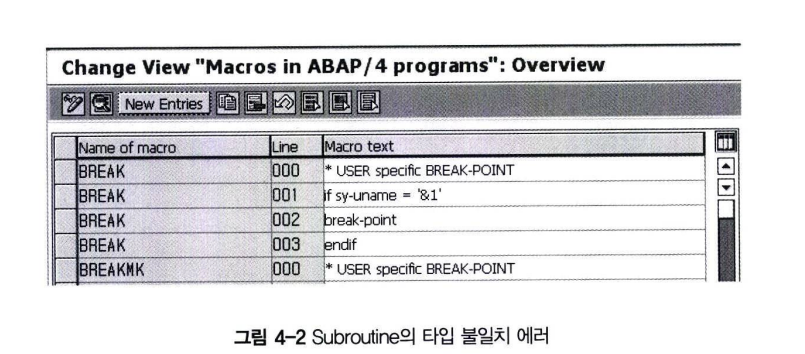 Change View "Macros in ABAP/4 programs": Overview
New Entries
Name of macro Line Macro text
BREAK 000 * USER specific BREAK-POINT
BREAK 001 if sy-uname = '&1'
BREAK 002 break-point
BREAK 003 endif
BREAKMK 000 * USER specific BREAK-POINT
그림 4-2 Subroutine의 타입 불일치 에러